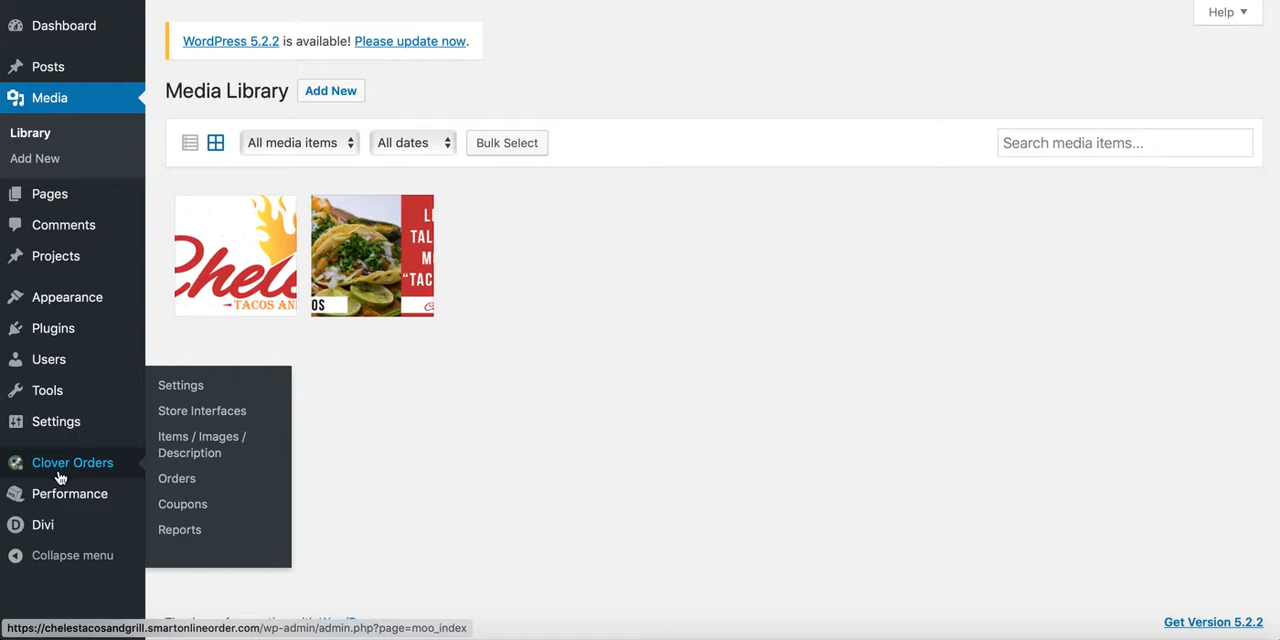 Dashboard
Posts
Media
Library
Add New
Pages
Comments
Projects
Appearance
Plugins
Users
Tools
Settings
Clover Orders
Performance
Divi
Collapse menu
Help
WordPress 5.2.2 is available! Please update now.
Media Library Add New
All media items All dates Bulk Select
Search media items...
Chele
TACOS AN
OS
L
TAL
M
"TAC
Settings
Store Interfaces
Items / Images /
Description
Orders
Coupons
Reports
https://chelestacosandgrill.smartonlineorder.com/wp-admin/admin.php?page=moo_index
Get Version 5.2.2